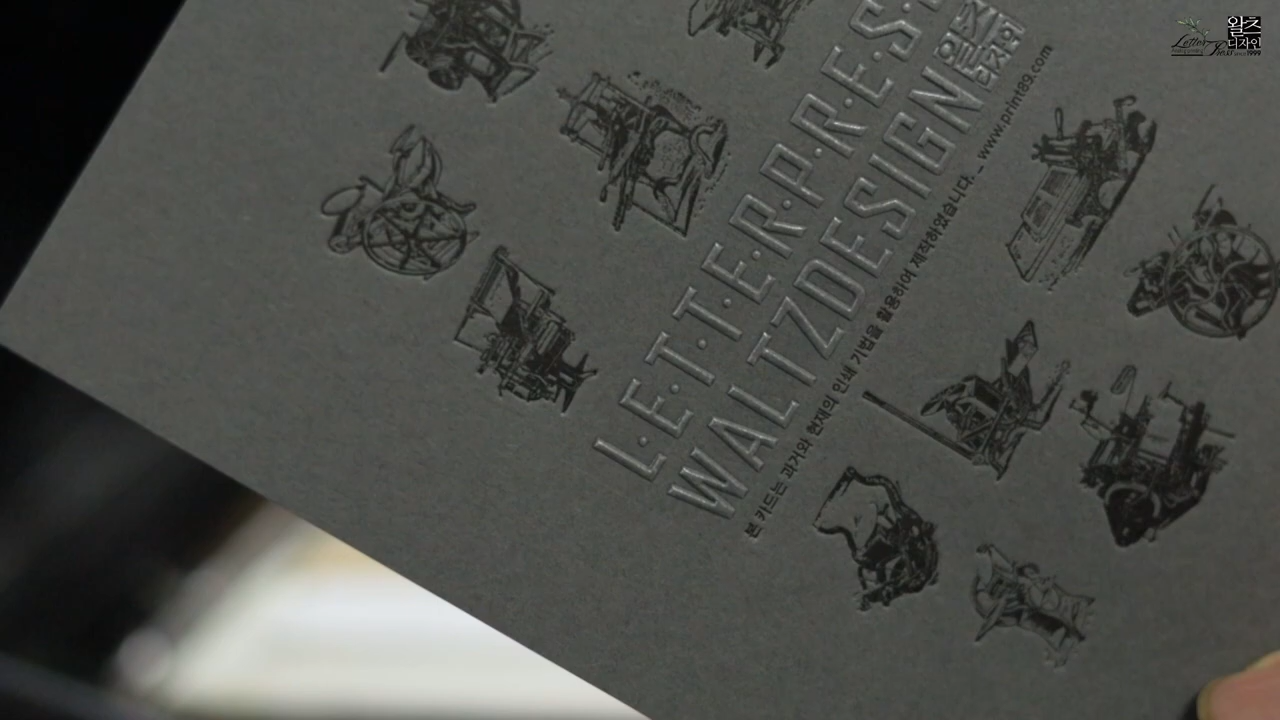 L·E·T·T·E·R·P·R·E·S·
WALTZDESIGN 왈츠디자인
본 카드는 과거와 현재의 인쇄 기법을 활용하여 제작하였습니다. _ www.print89.com
왈츠
디자인
Letter
Press
since 1999